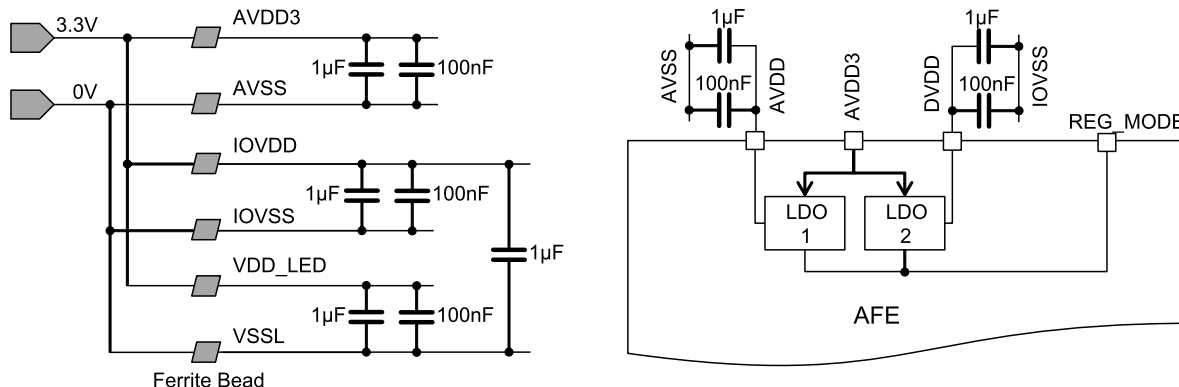 3.3V
AVDD3
1µF
100nF
0V
AVSS
IOVDD
1µF
100nF
IOVSS
1µF
VDD_LED
1µF
100nF
VSSL
Ferrite Bead
1µF
100nF
AVSS
AVDD
AVDD3
1µF
100nF
DVDD
IOVSS
REG_MODE
LDO
1
LDO
2
AFE